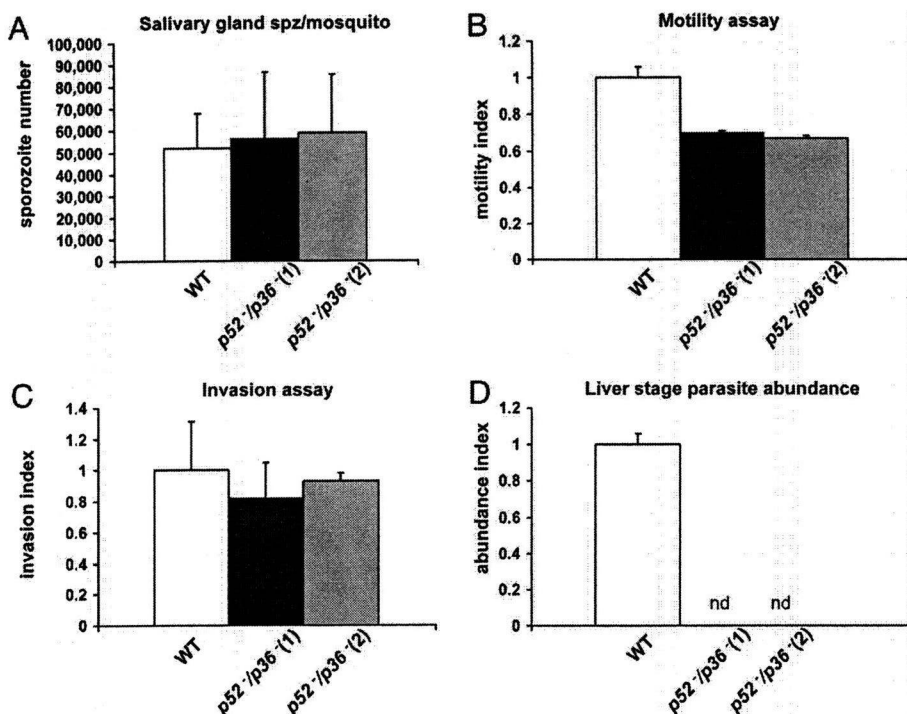 A
Salivary gland spz/mosquito
100,000
90,000
80,000
70,000
60,000
50,000
40,000
30,000
20,000
10,000
0
sporozoite number
WT
p52⁻/p36⁻(1)
p52⁻/p36⁻(2)
B
Motility assay
1.2
1
0.8
0.6
0.4
0.2
0
motility index
WT
p52⁻/p36⁻(1)
p52⁻/p36⁻(2)
C
Invasion assay
1.4
1.2
1
0.8
0.6
0.4
0.2
0
invasion index
WT
p52⁻/p36⁻(1)
p52⁻/p36⁻(2)
D
Liver stage parasite abundance
1.2
1
0.8
0.6
0.4
0.2
0
abundance index
nd
nd
WT
p52⁻/p36⁻(1)
p52⁻/p36⁻(2)